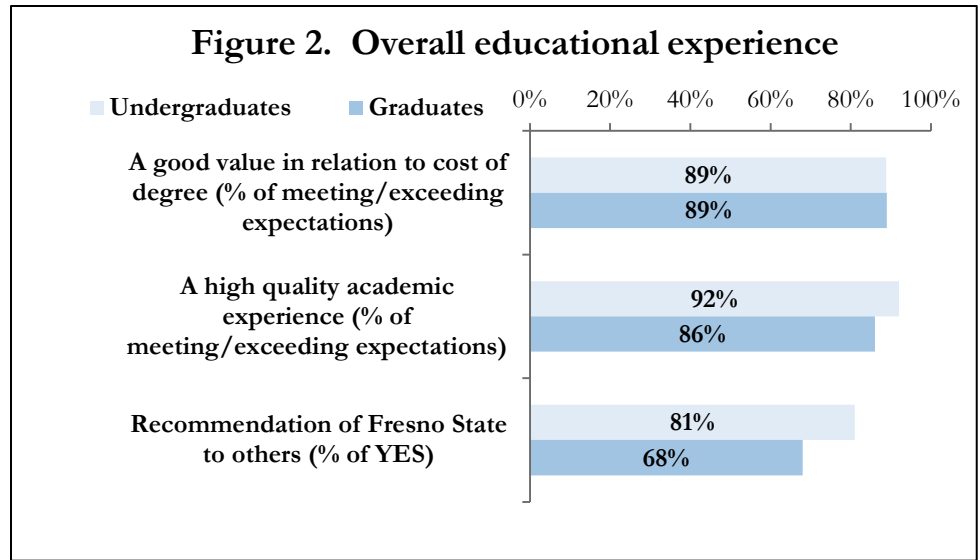 Figure 2.  Overall educational experience
Undergraduates
Graduates
0%
20%
40%
60%
80%
100%
A good value in relation to cost of
degree (% of meeting/exceeding
expectations)
89%
89%
A high quality academic
experience (% of
meeting/exceeding expectations)
92%
86%
Recommendation of Fresno State
to others (% of YES)
81%
68%